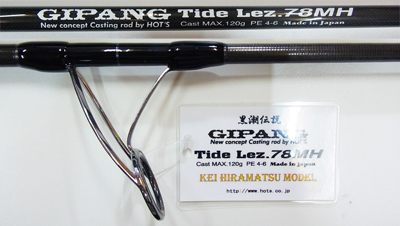 GIPANG Tide Lez.78MH
New concept Casting rod by HOT'S Cast MAX.120g PE 4-6 Made in Japan
黒潮伝説
GIPANG
New concept Casting rod by HOT'S
Tide Lez.78MH
Cast MAX.120g PE 4-6 Made in Japan
KEI HIRAMATSU MODEL
http://www.hots.co.jp